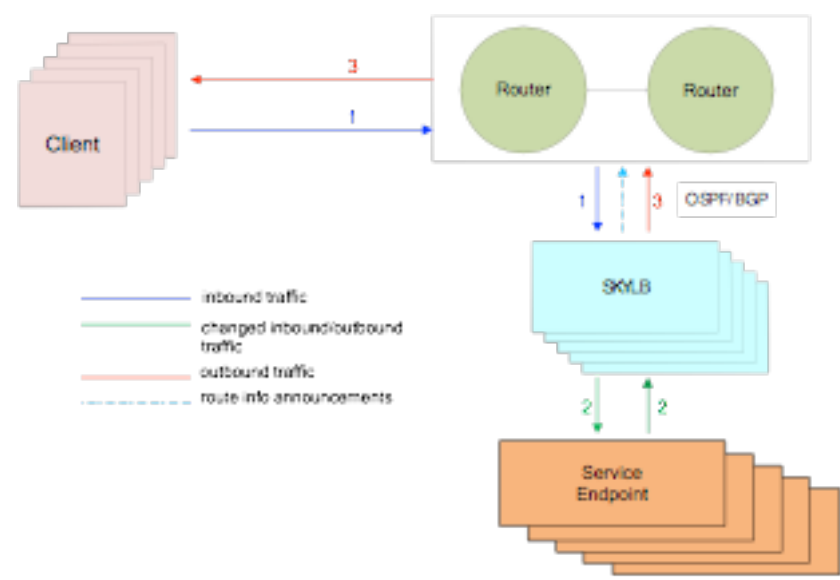 3
Router
Router
Client
1
1
3
OSPF/BGP
SKYLB
inbound traffic
changed inbound/outbound
traffic
outbound traffic
route info announcements
2
2
Service
Endpoint